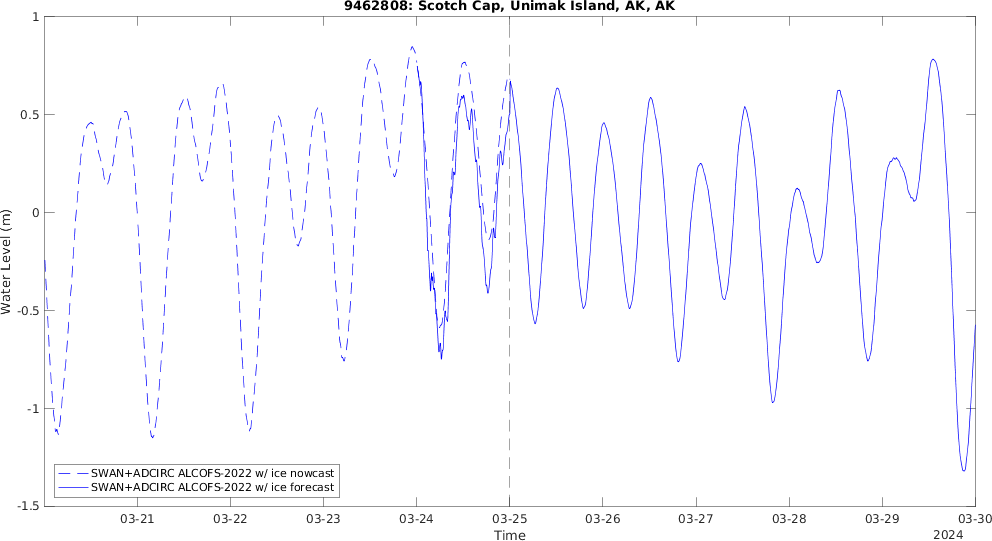 9462808: Scotch Cap, Unimak Island, AK, AK
1
0.5
0
-0.5
-1
-1.5
Water Level (m)
SWAN+ADCIRC ALCOFS-2022 w/ ice nowcast
SWAN+ADCIRC ALCOFS-2022 w/ ice forecast
03-21 03-22 03-23 03-24 03-25 03-26 03-27 03-28 03-29 03-30
Time
2024